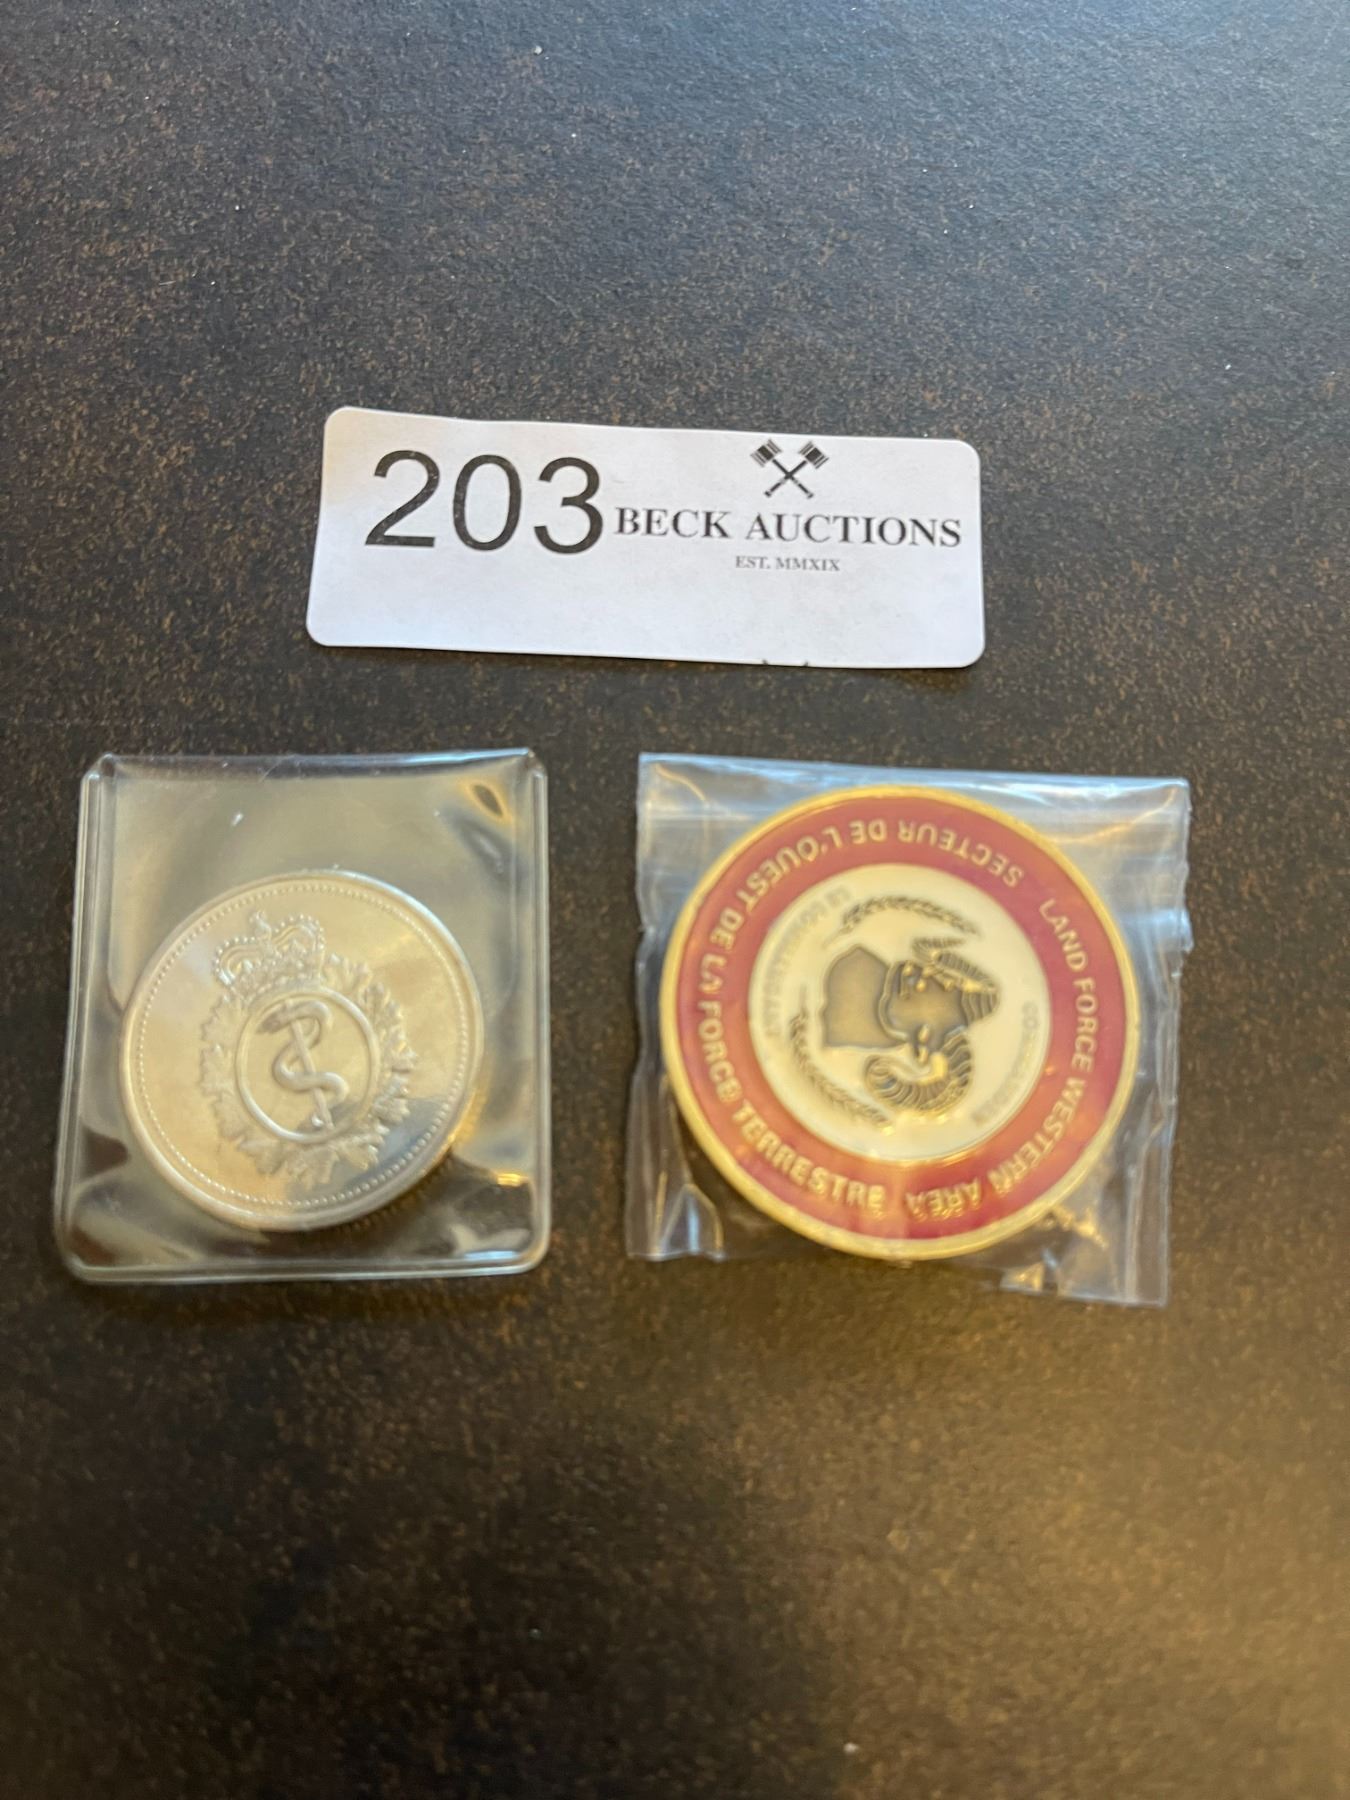 203
BECK AUCTIONS
EST. MMXIX
LAND FORCE WESTERN AREA
SECTEUR DE L'OUEST DE LA FORCE TERRESTRE